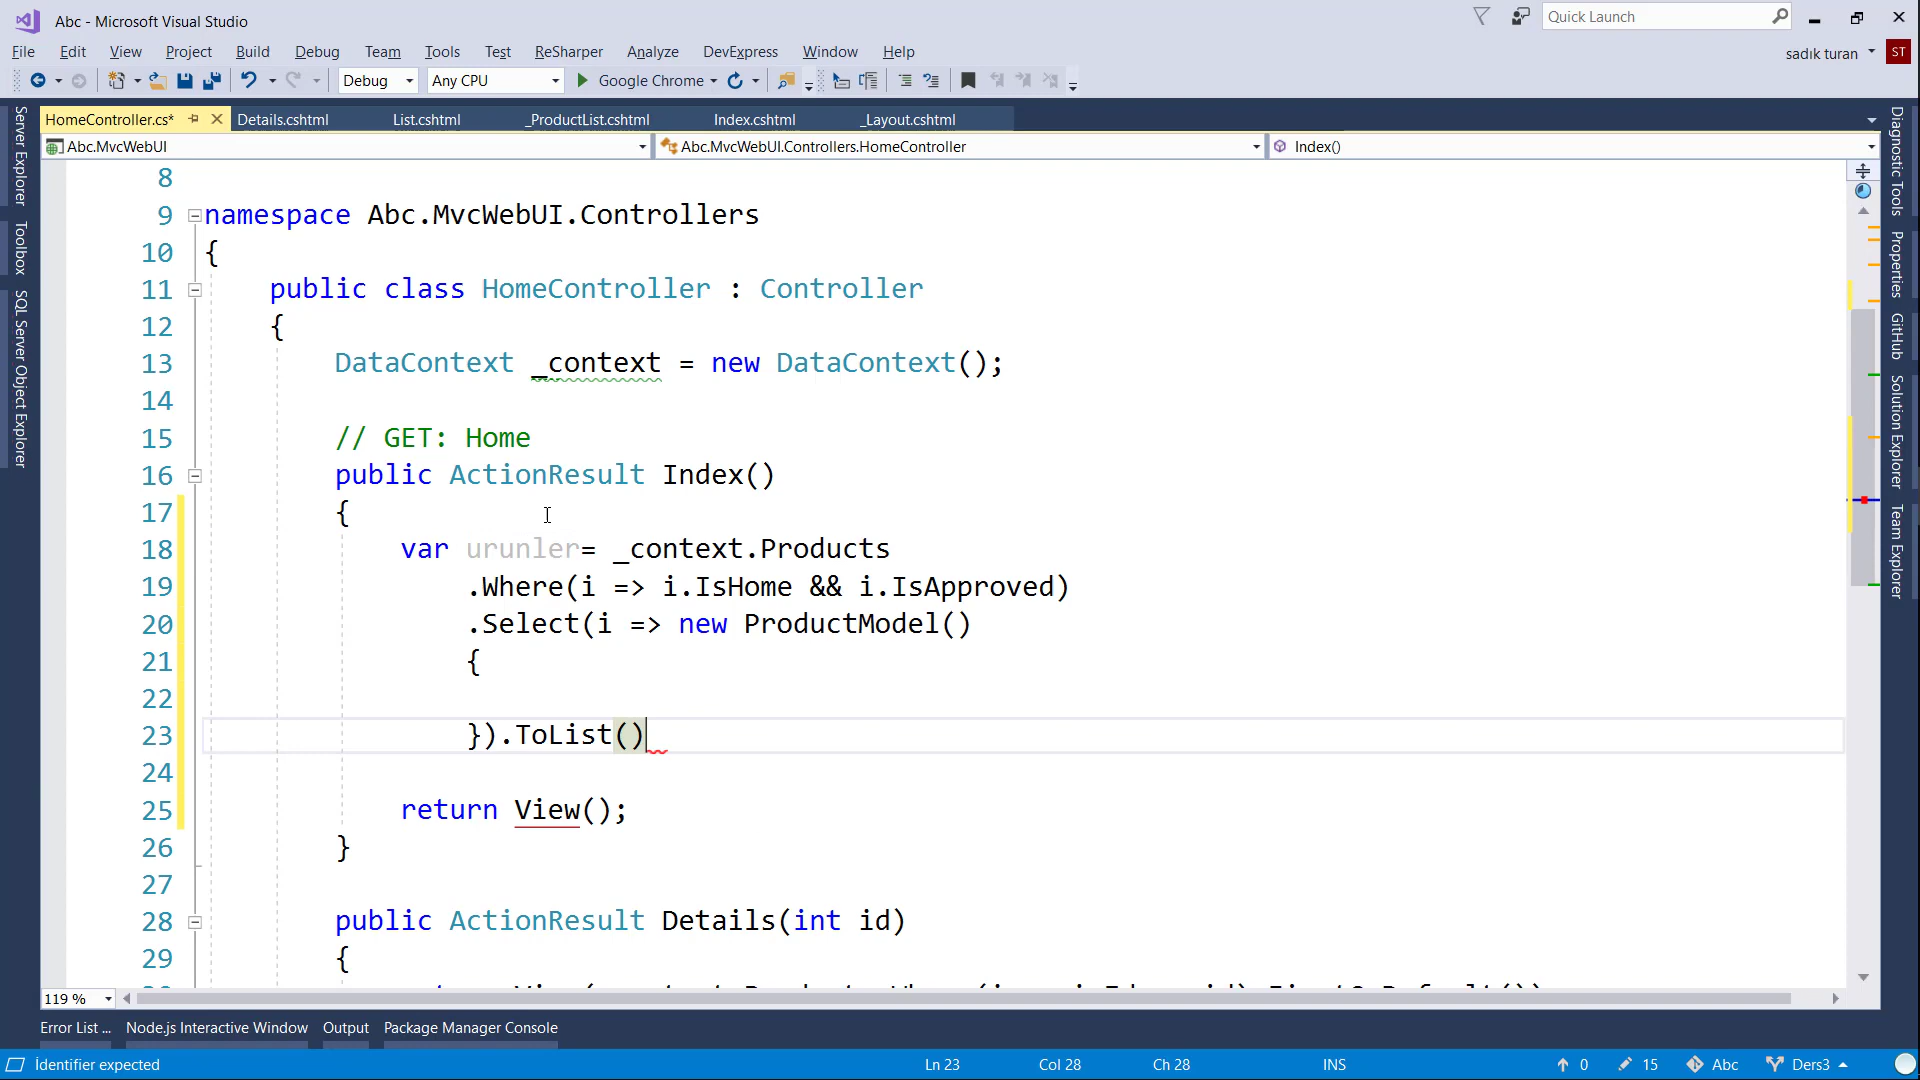 Abc - Microsoft Visual Studio
Quick Launch
File Edit View Project Build Debug Team Tools Test ReSharper Analyze DevExpress Window Help
sadık turan ST
Debug Any CPU Google Chrome
HomeController.cs* Details.cshtml List.cshtml _ProductList.cshtml Index.cshtml _Layout.cshtml
Abc.MvcWebUI Abc.MvcWebUI.Controllers.HomeController Index()
Server Explorer
Toolbox
SQL Server Object Explorer
8
9 namespace Abc.MvcWebUI.Controllers
10 {
11 public class HomeController : Controller
12 {
13 DataContext _context = new DataContext();
14
15 // GET: Home
16 public ActionResult Index()
17 {
18 var urunler= _context.Products
19 .Where(i => i.IsHome && i.IsApproved)
20 .Select(i => new ProductModel()
21 {
22
23 }).ToList()
24
25 return View();
26 }
27
28 public ActionResult Details(int id)
29 {
Diagnostic Tools
Properties
GitHub
Solution Explorer
Team Explorer
119 %
Error List ... Node.js Interactive Window Output Package Manager Console
İdentifier expected Ln 23 Col 28 Ch 28 INS 0 15 Abc Ders3